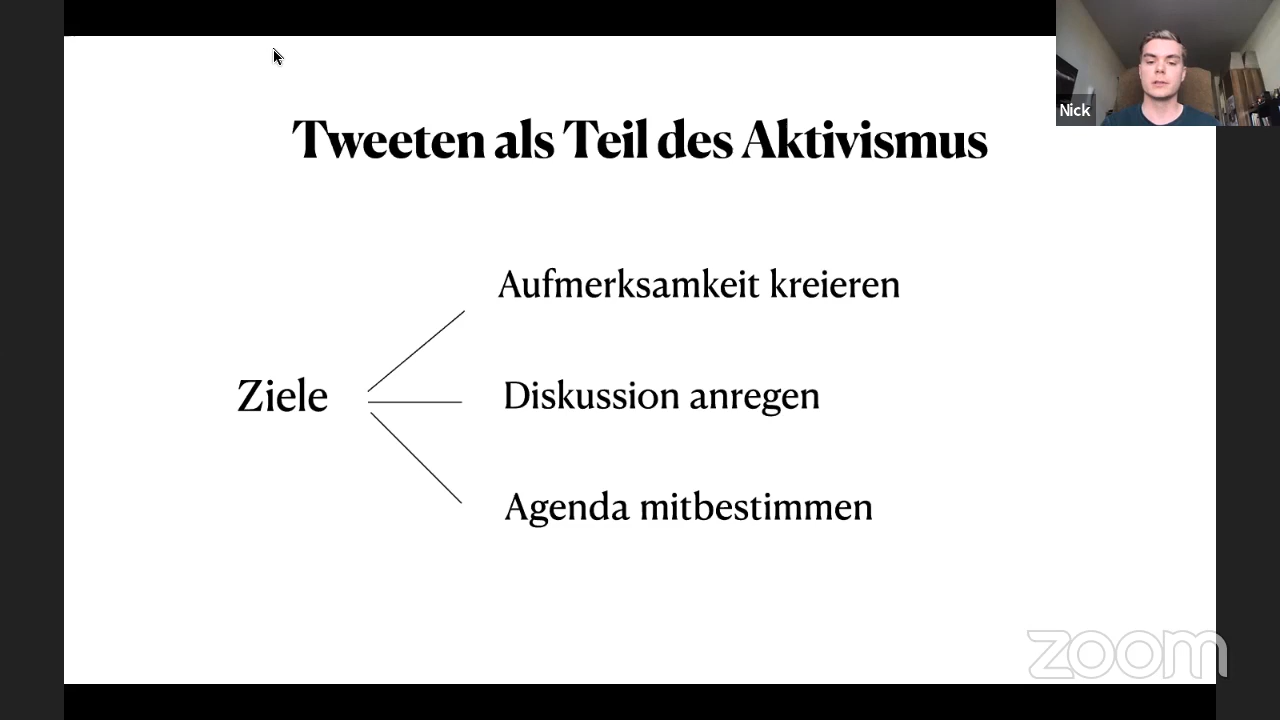 Nick
Tweeten als Teil des Aktivismus
Aufmerksamkeit kreieren
Ziele
Diskussion anregen
Agenda mitbestimmen
zoom